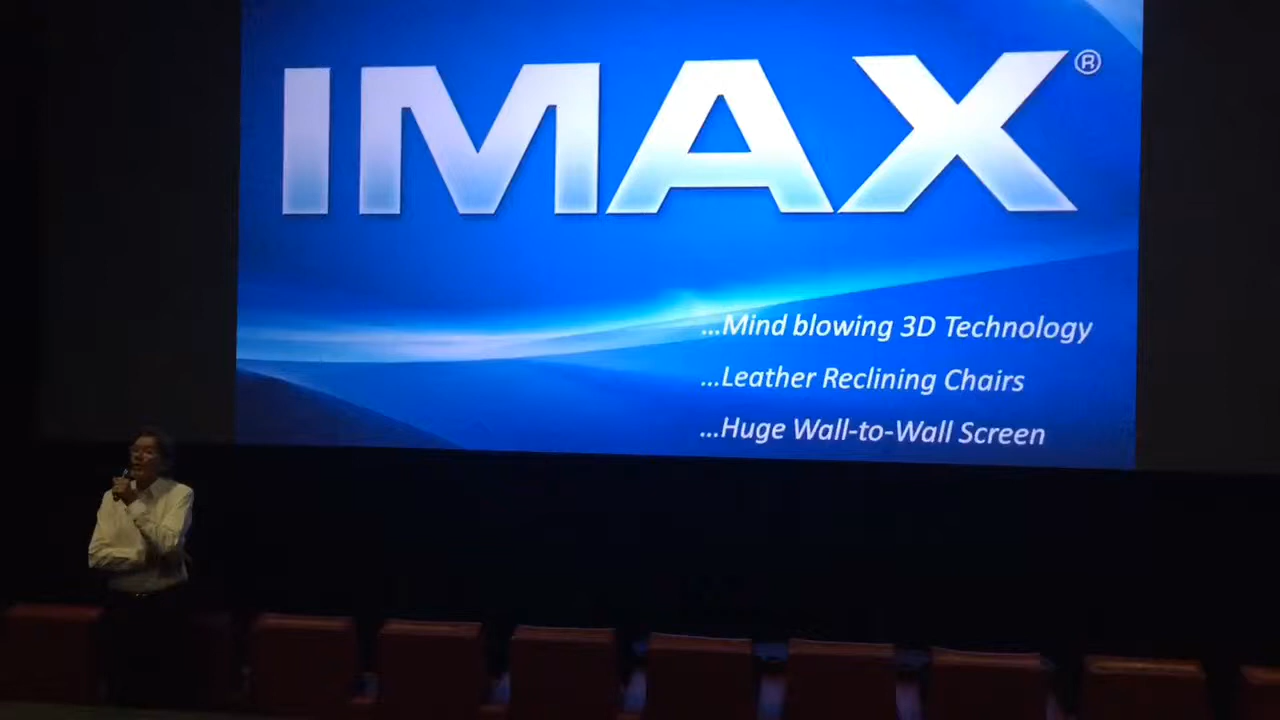 IMAX®
...Mind blowing 3D Technology
...Leather Reclining Chairs
...Huge Wall-to-Wall Screen